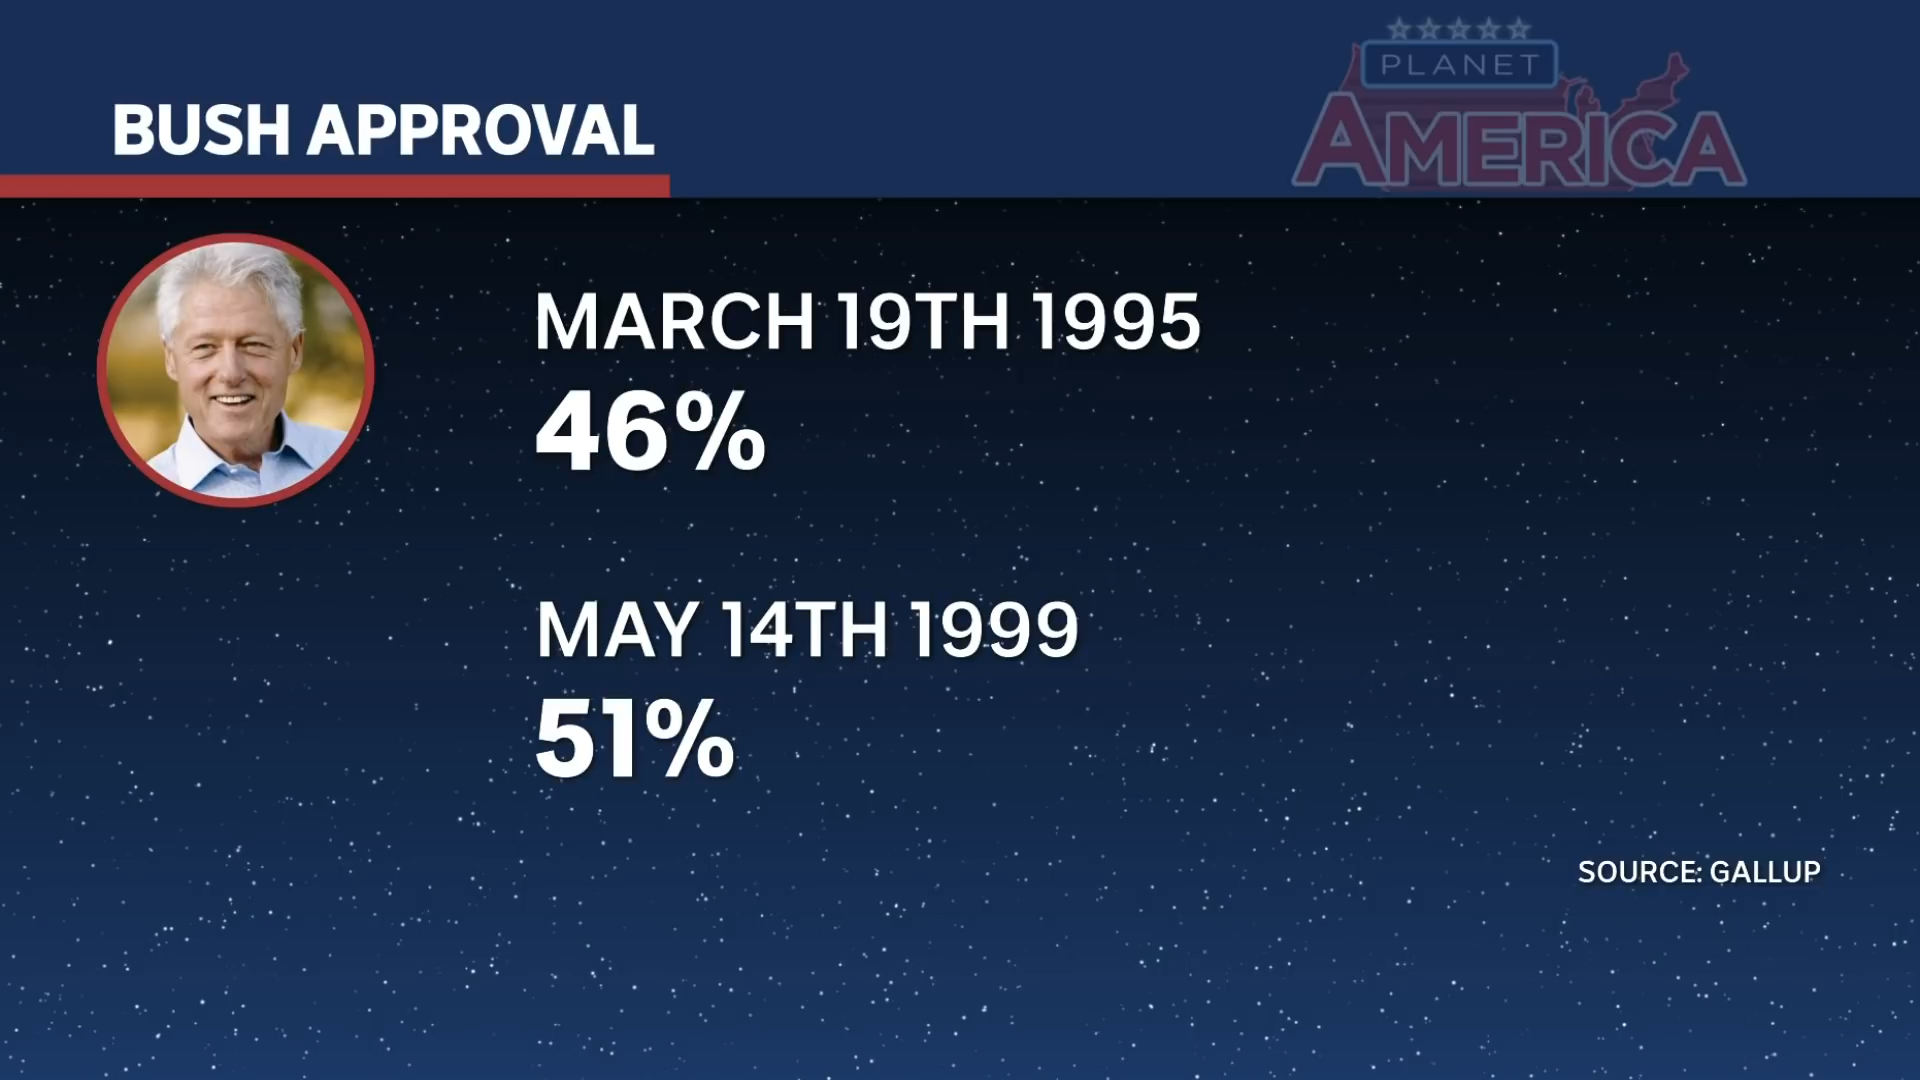 BUSH APPROVAL
PLANET
AMERICA
MARCH 19TH 1995
46%
MAY 14TH 1999
51%
SOURCE: GALLUP